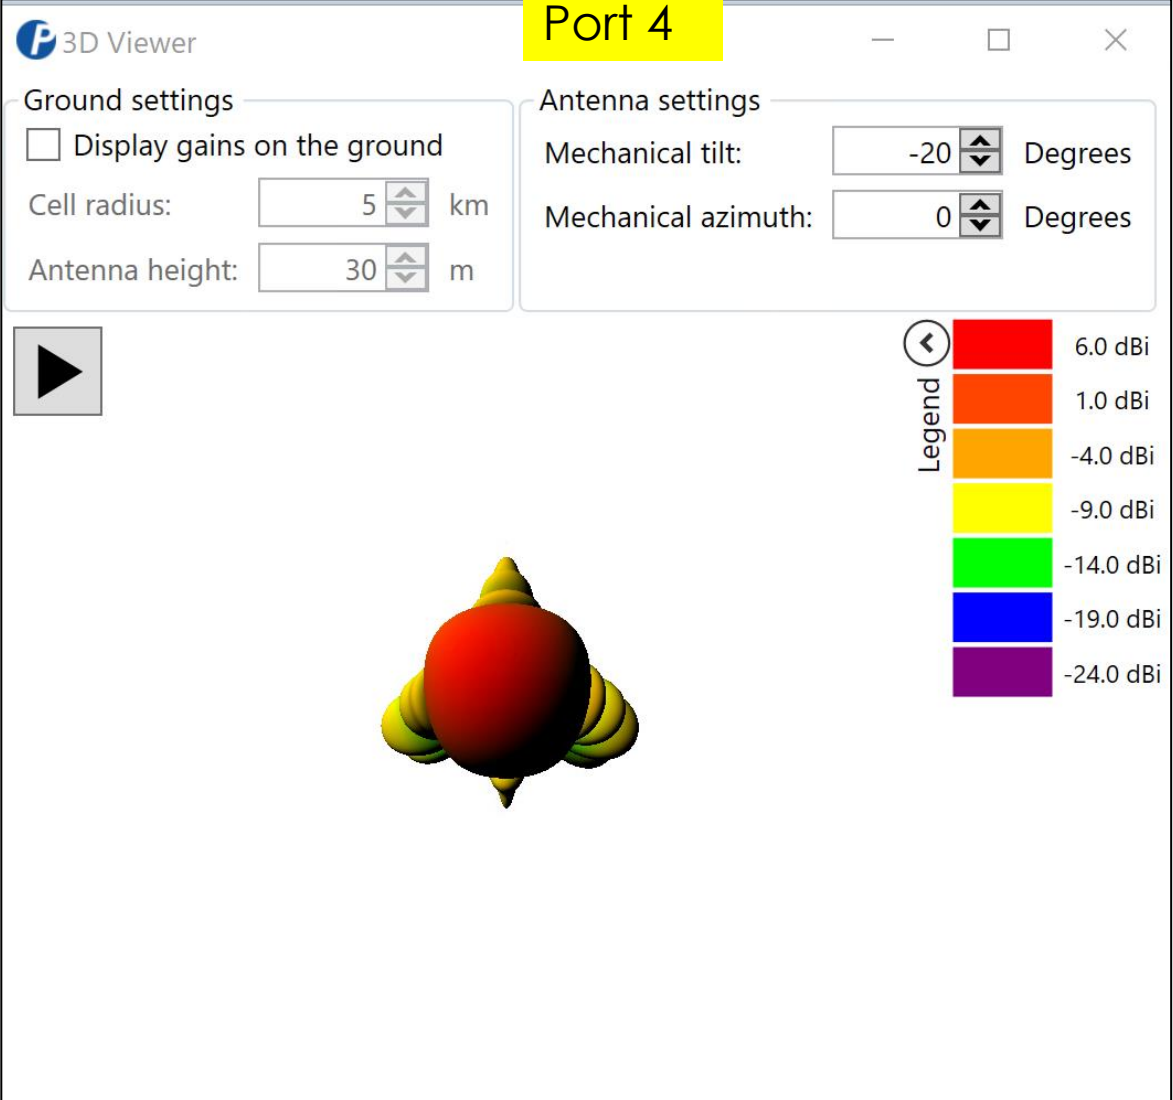 Port 4
3D Viewer
Ground settings
Display gains on the ground
Cell radius: 5 km
Antenna height: 30 m
Antenna settings
Mechanical tilt: -20 Degrees
Mechanical azimuth: 0 Degrees
Legend
6.0 dBi
1.0 dBi
-4.0 dBi
-9.0 dBi
-14.0 dBi
-19.0 dBi
-24.0 dBi